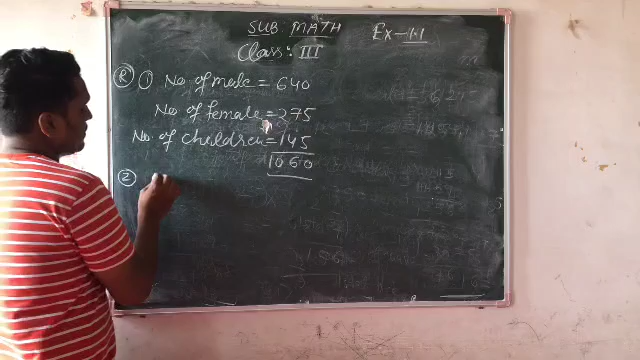 SUB: MATH Ex-1.1
Class: III
R 1 No of male = 640
No. of female = 275
No. of children = 145
1060
2